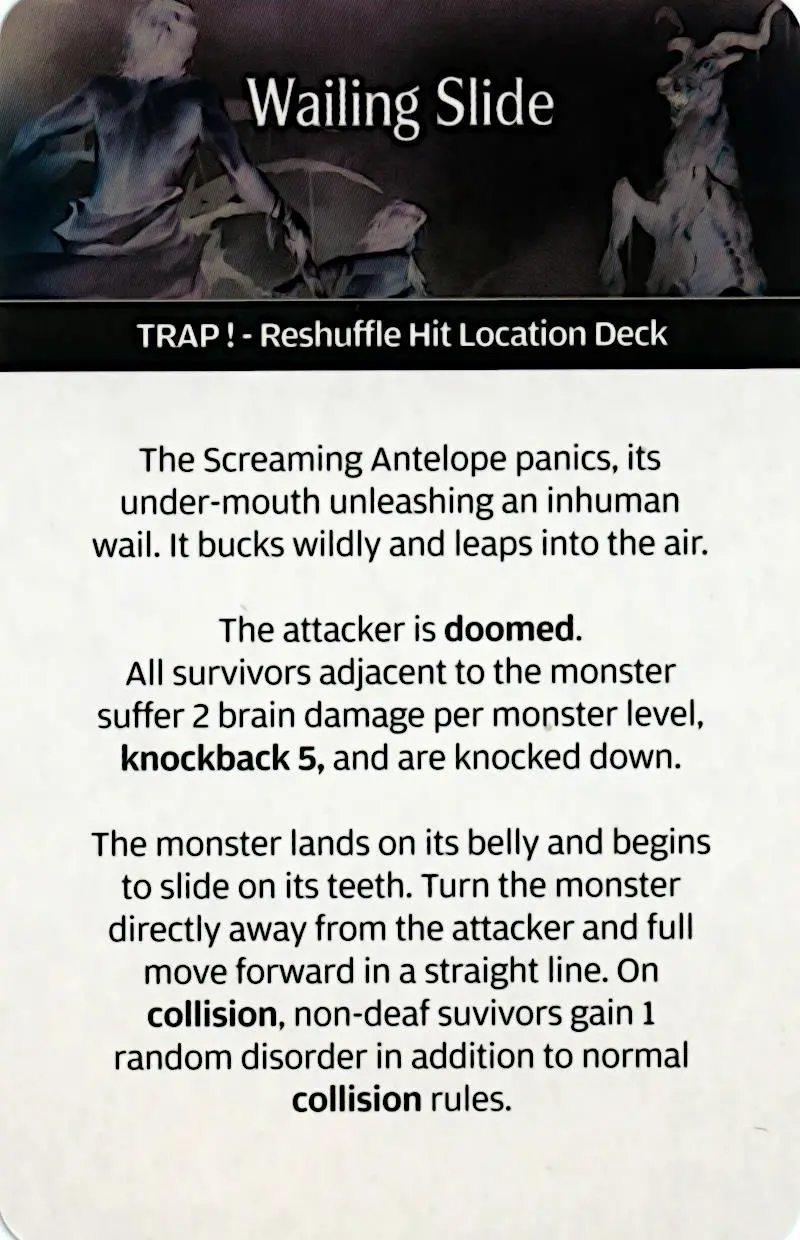 Wailing Slide
TRAP! - Reshuffle Hit Location Deck
The Screaming Antelope panics, its
under-mouth unleashing an inhuman
wail. It bucks wildly and leaps into the air.
The attacker is doomed.
All survivors adjacent to the monster
suffer 2 brain damage per monster level,
knockback 5, and are knocked down.
The monster lands on its belly and begins
to slide on its teeth. Turn the monster
directly away from the attacker and full
move forward in a straight line. On
collision, non-deaf suvivors gain 1
random disorder in addition to normal
collision rules.